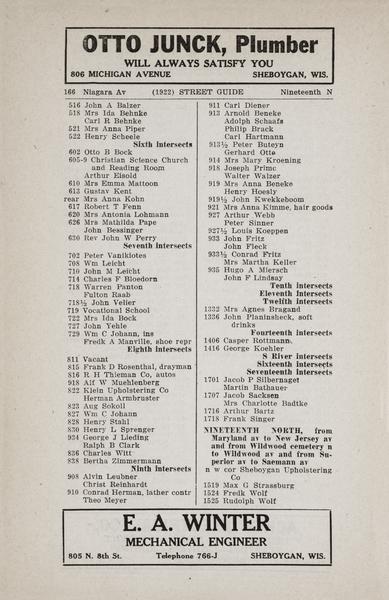 OTTO JUNCK, Plumber
WILL ALWAYS SATISFY YOU
806 MICHIGAN AVENUE SHEBOYGAN, WIS.
166 Niagara Av (1922) STREET GUIDE Nineteenth N
516 John A Balzer
518 Mrs Ida Behnke
Carl R Behnke
521 Mrs Anna Piper
522 Henry Scheele
Sixth intersects
602 Otto B Bock
605-9 Christian Science Church
and Reading Room
Arthur Eisold
610 Mrs Emma Mattoon
613 Gustav Kent
rear Mrs Anna Kohn
617 Robert T Fenn
620 Mrs Antonia Lohmann
626 Mrs Mathilda Pape
John Bessinger
630 Rev John W Perry
Seventh intersects
702 Peter Vanikiotes
708 Wm Leicht
710 John M Leicht
714 Charles F Bloedorn
718 Warren Panton
Fulton Raab
718½ John Velier
719 Vocational School
722 Mrs Ida Bock
727 John Yehle
729 Wm C Johann, ins
Fredk A Manville, shoe repr
Eighth intersects
811 Vacant
815 Frank D Rosenthal, drayman
816 R H Thieman Co, autos
918 Alf W Muehlenberg
822 Klein Upholstering Co
Herman Armbruster
823 Aug Sokoll
827 Wm C Johann
828 Henry Stahl
830 Henry L Sprenger
934 George J Lieding
Ralph B Clark
836 Charles Witt
838 Bertha Zimmermann
Ninth intersects
908 Alvin Leubner
Christ Reinhardt
910 Conrad Herman, lather contr
Theo Meyer
911 Carl Diener
913 Arnold Beneke
Adolph Schaafs
Philip Brack
Carl Hartmann
913½ Peter Buteyn
Gerhard Otte
914 Mrs Mary Kroening
918 Joseph Primc
Walter Walzer
919 Mrs Anna Beneke
Henry Hoesly
919½ John Kwekkeboom
921 Mrs Anna Kimme, hair goods
927 Arthur Webb
Peter Sinner
927½ Louis Koeppen
933 John Fritz
John Fleck
933½ Conrad Fritz
Mrs Martha Keller
935 Hugo A Miersch
John F Lindsay
Tenth intersects
Eleventh intersects
Twelfth intersects
1332 Mrs Agnes Bragand
1336 John Planinsheck, soft
drinks
Fourteenth intersects
1406 Casper Rottmann
1416 George Koehler
S River intersects
Sixteenth intersects
Seventeenth intersects
1701 Jacob P Silbernagel
Martin Bathauer
1707 Jacob Sacksen
Mrs Charlotte Radtke
1716 Arthur Bartz
1718 Frank Singer
NINETEENTH NORTH, from
Maryland av to New Jersey av
and from Wildwood cemetery n
to Wildwood av and from Su-
perior av to Saemann av
n w cor Sheboygan Upholstering
Co
1519 Max G Strassburg
1524 Fredk Wolf
1525 Rudolph Wolf
E. A. WINTER
MECHANICAL ENGINEER
805 N. 8th St. Telephone 766-J SHEBOYGAN, WIS.